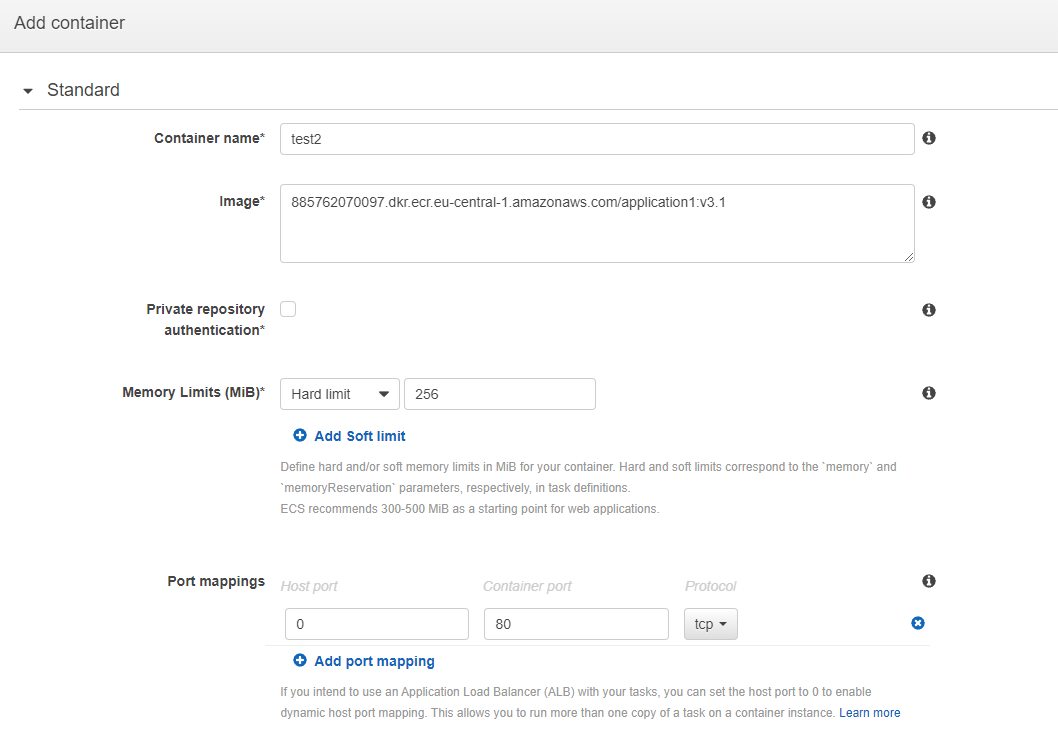 Add container
Standard
Container name*
test2
Image*
885762070097.dkr.ecr.eu-central-1.amazonaws.com/application1:v3.1
Private repository
authentication*
Memory Limits (MiB)*
Hard limit
256
Add Soft limit
Define hard and/or soft memory limits in MiB for your container. Hard and soft limits correspond to the `memory` and
`memoryReservation` parameters, respectively, in task definitions.
ECS recommends 300-500 MiB as a starting point for web applications.
Port mappings
Host port
Container port
Protocol
0
80
tcp
Add port mapping
If you intend to use an Application Load Balancer (ALB) with your tasks, you can set the host port to 0 to enable
dynamic host port mapping. This allows you to run more than one copy of a task on a container instance. Learn more